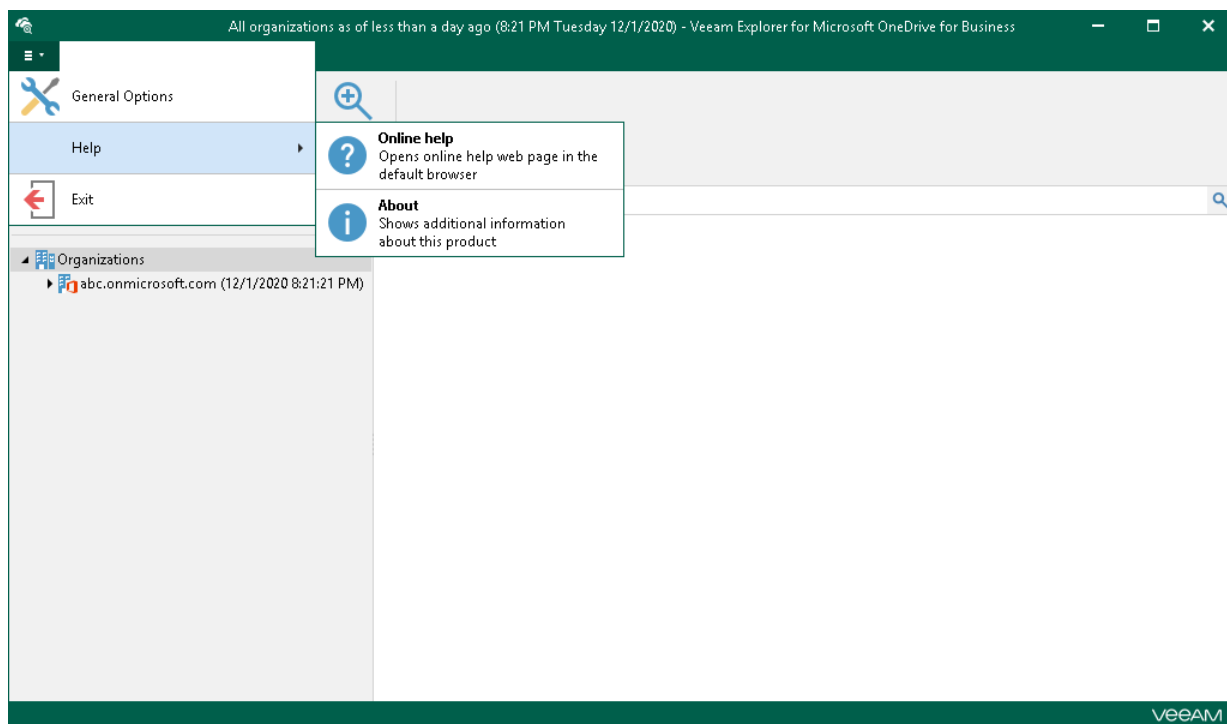 All organizations as of less than a day ago (8:21 PM Tuesday 12/1/2020) - Veeam Explorer for Microsoft OneDrive for Business
General Options
Help
Online help
Opens online help web page in the
default browser
Exit
About
Shows additional information
about this product
Organizations
abc.onmicrosoft.com (12/1/2020 8:21:21 PM)
veeam